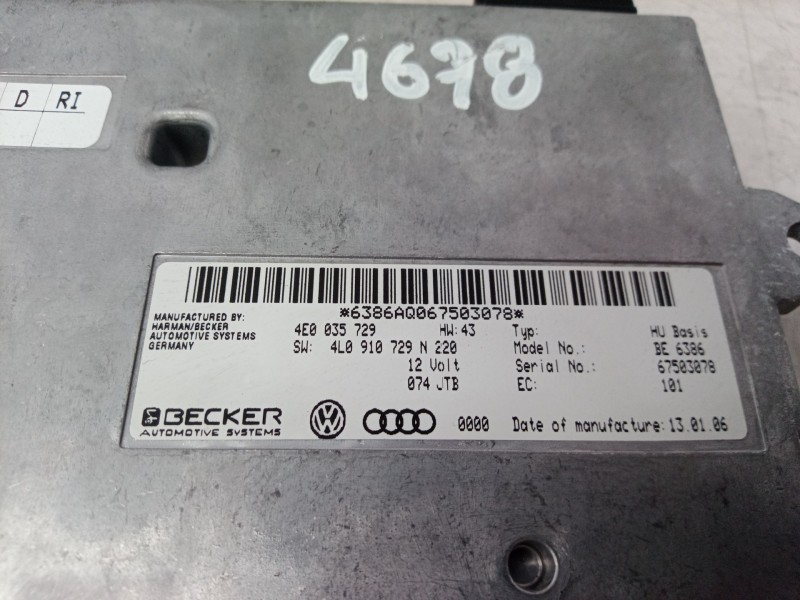 4678
D RI
*6386AQ067503078*
MANUFACTURED BY:
HARMAN/BECKER
AUTOMOTIVE SYSTEMS
GERMANY
4E0 035 729 HW:43
SW: 4L0 910 729 N 220
12 Volt
074 JTB
Typ: HU Basis
Model No.: BE 6386
Serial No.: 67503078
EC: 101
BECKER
AUTOMOTIVE SYSTEMS
0000
Date of manufacture: 13.01.06